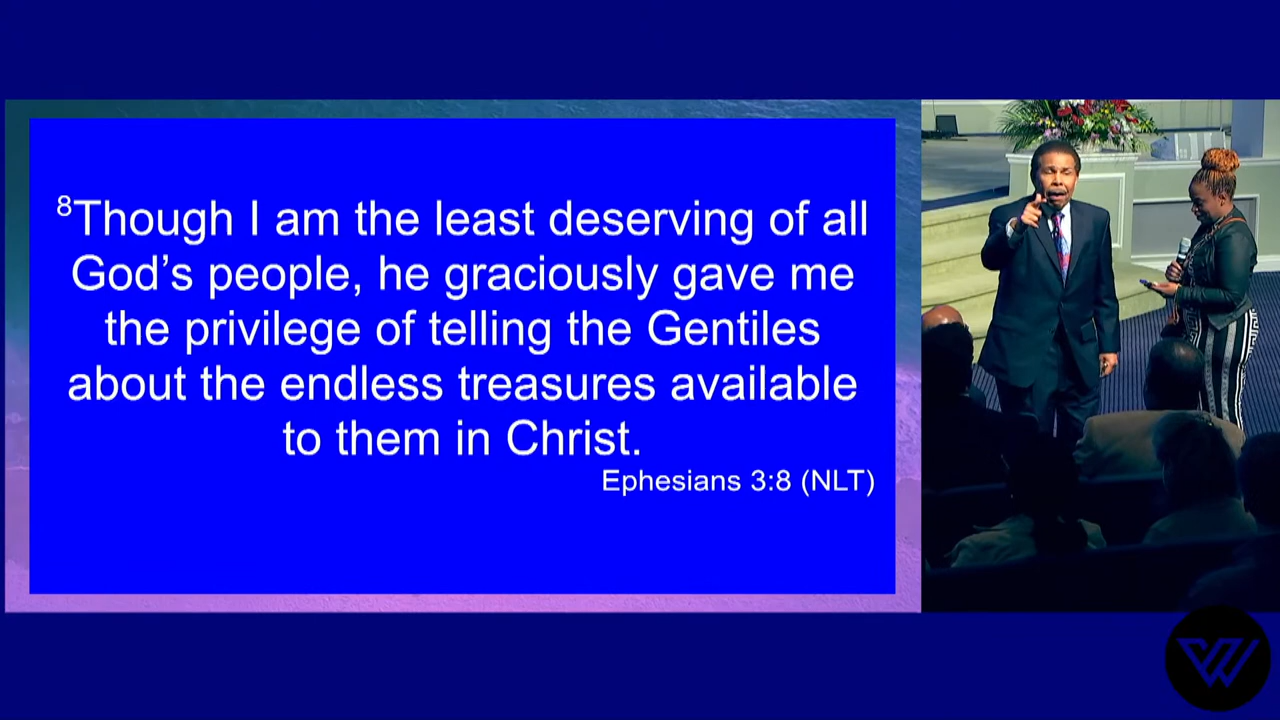 ⁸Though I am the least deserving of all
God’s people, he graciously gave me
the privilege of telling the Gentiles
about the endless treasures available
to them in Christ.
Ephesians 3:8 (NLT)